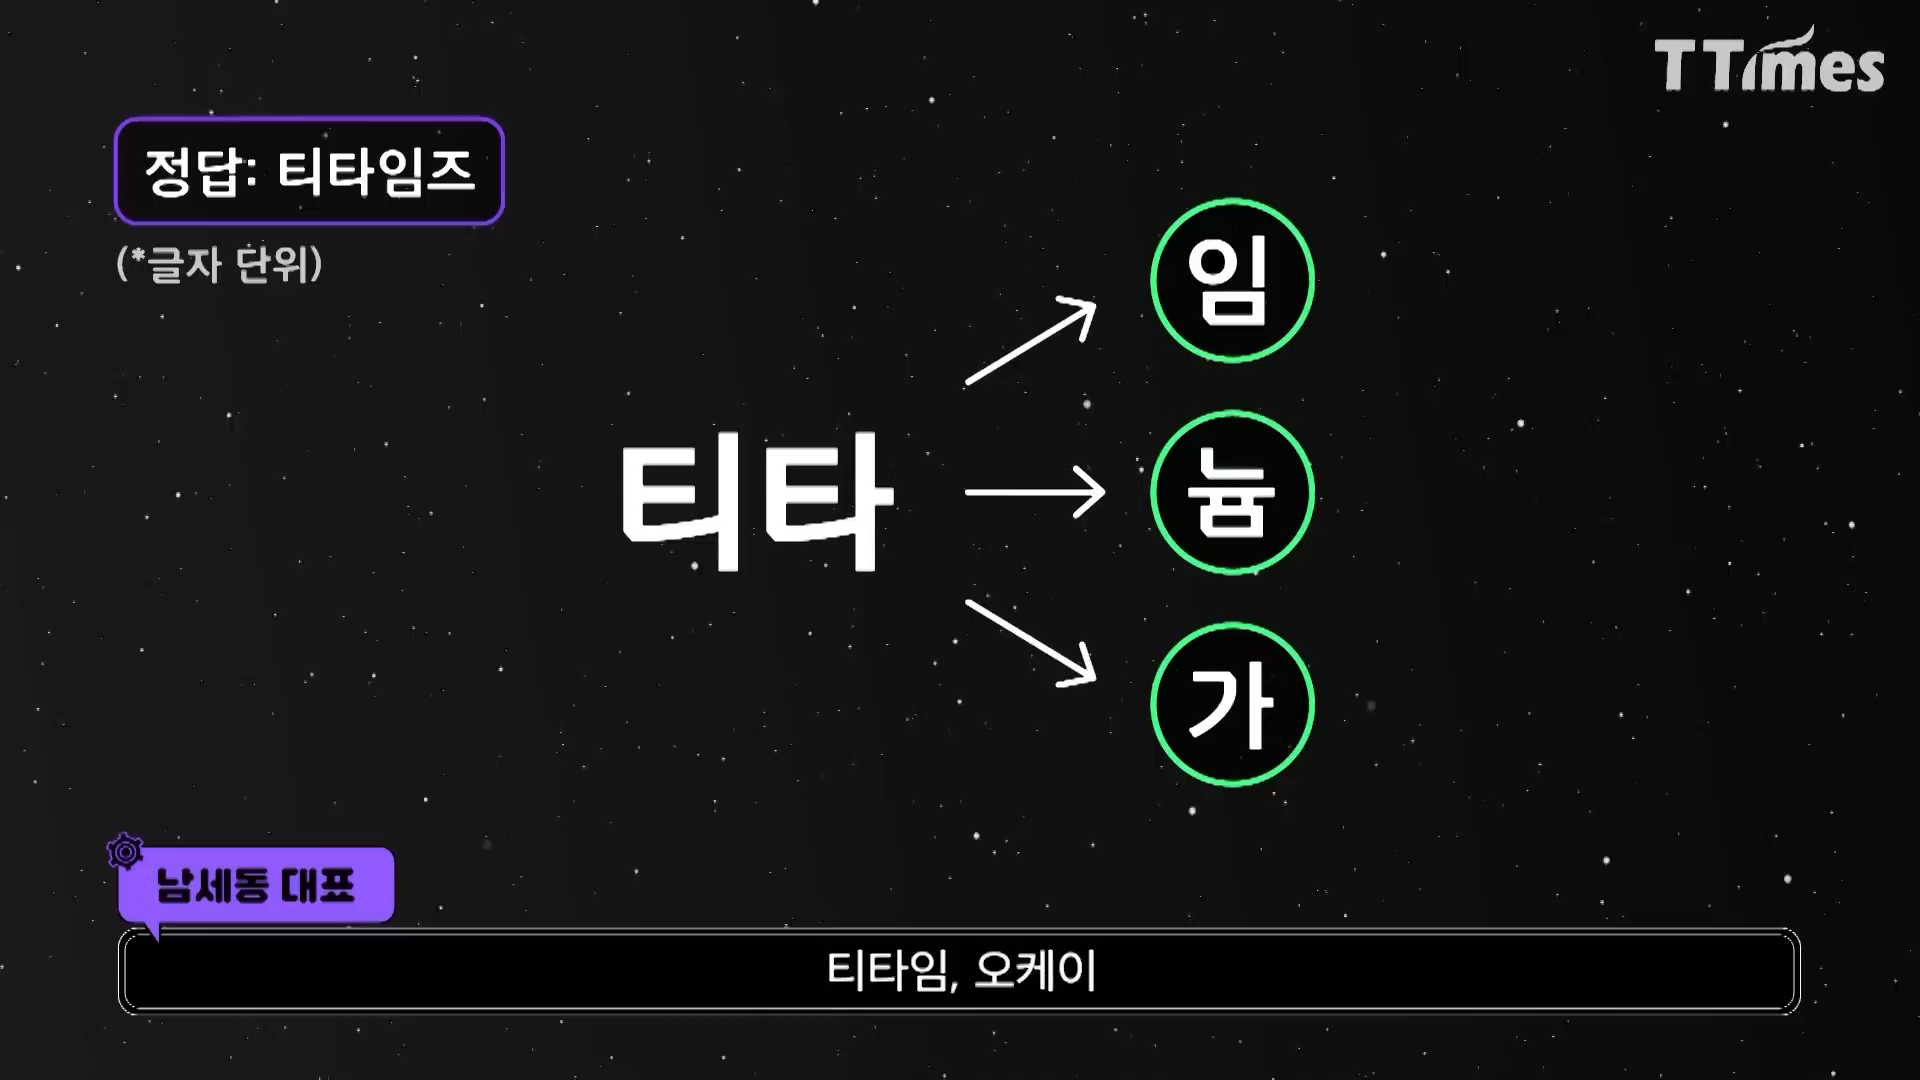 TTimes
정답: 티타임즈
(*글자 단위)
티타
임
늄
가
남세동 대표
티타임, 오케이